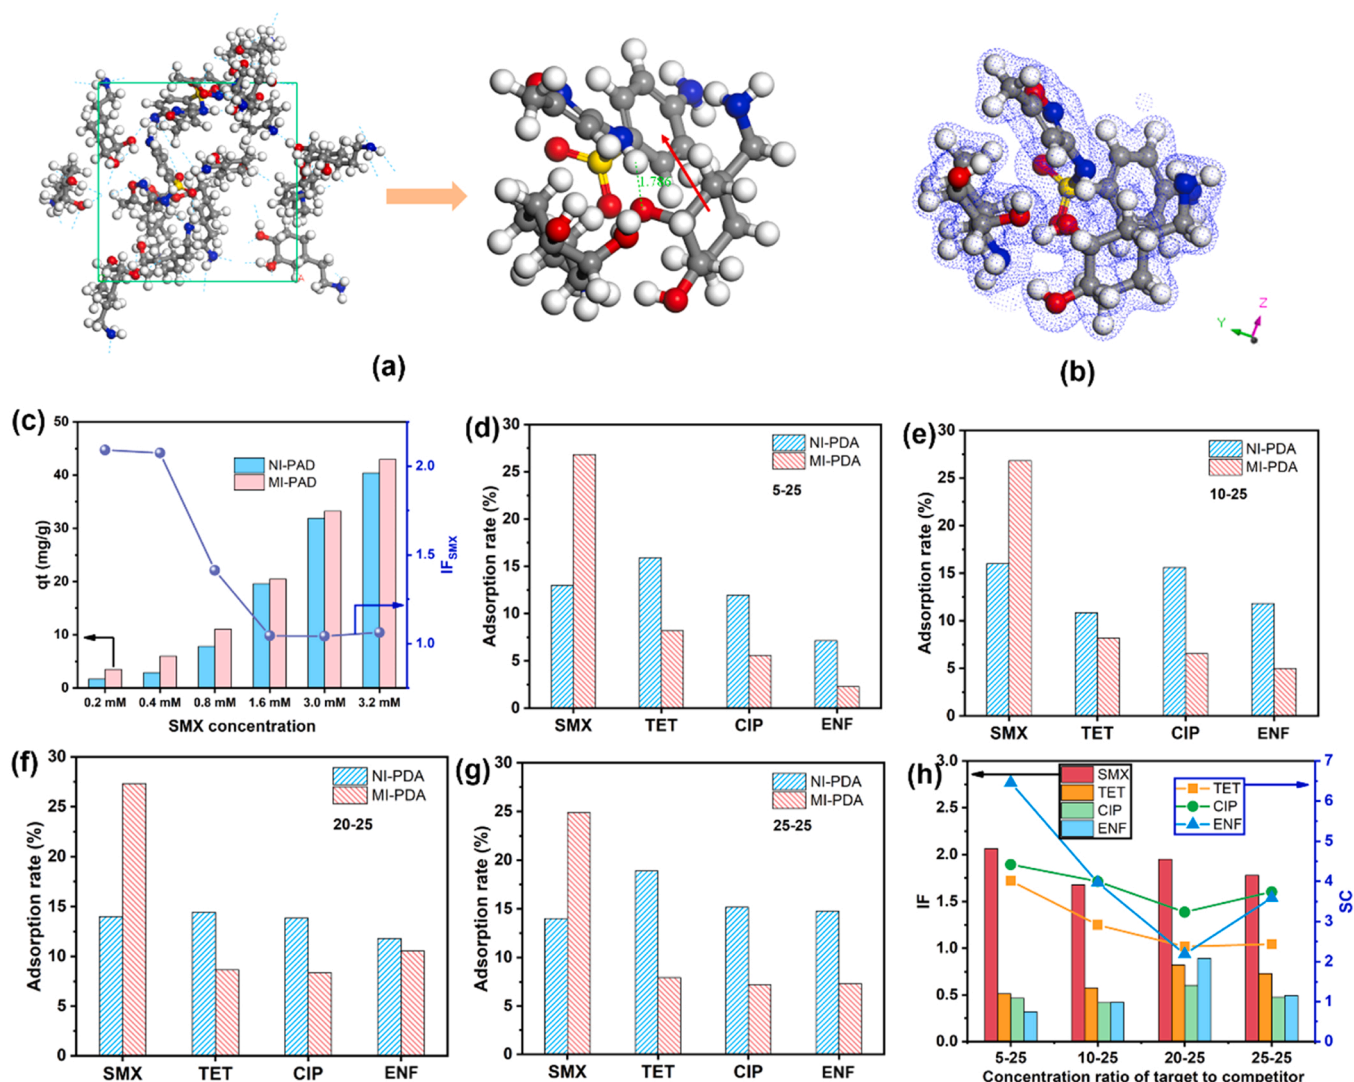 1.786
(a)
Y
Z
(b)
(c)
50
40
30
20
10
0
qt (mg/g)
NI-PAD
MI-PAD
2.0
1.5
1.0
IFSMX
0.2 mM 0.4 mM 0.8 mM 1.6 mM 3.0 mM 3.2 mM
SMX concentration
(d)
30
25
20
15
10
5
0
Adsorption rate (%)
NI-PDA
MI-PDA
5-25
SMX TET CIP ENF
(e)
30
25
20
15
10
5
0
Adsorption rate (%)
NI-PDA
MI-PDA
10-25
SMX TET CIP ENF
(f)
30
25
20
15
10
5
0
Adsorption rate (%)
NI-PDA
MI-PDA
20-25
SMX TET CIP ENF
(g)
30
25
20
15
10
5
0
Adsorption rate (%)
NI-PDA
MI-PDA
25-25
SMX TET CIP ENF
(h)
3.0
2.5
2.0
1.5
1.0
0.5
0.0
IF
SMX
TET
CIP
ENF
TET
CIP
ENF
7
6
5
4
3
2
1
0
SC
5-25 10-25 20-25 25-25
Concentration ratio of target to competitor